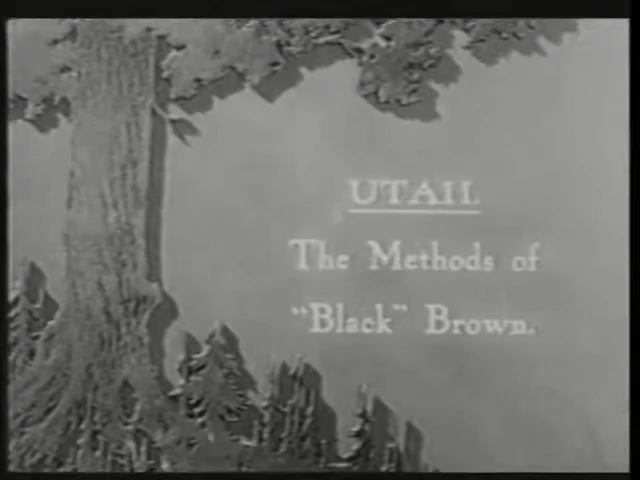 UTAH.
The Methods of
"Black" Brown.